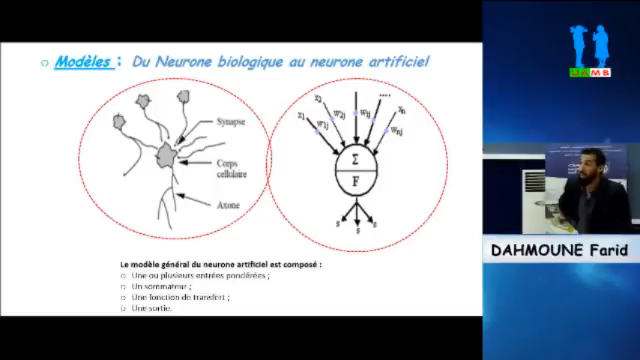 Modèles : Du Neurone biologique au neurone artificiel
Synapse
Corps
cellulaire
Axone
x1
x2
....
xn
w1j
w2j
wij
wnj
Σ
F
s
s
s
Le modèle général du neurone artificiel est composé :
Une ou plusieurs entrées pondérées ;
Un sommateur ;
Une fonction de transfert ;
Une sortie.
JAMB
DAHMOUNE Farid